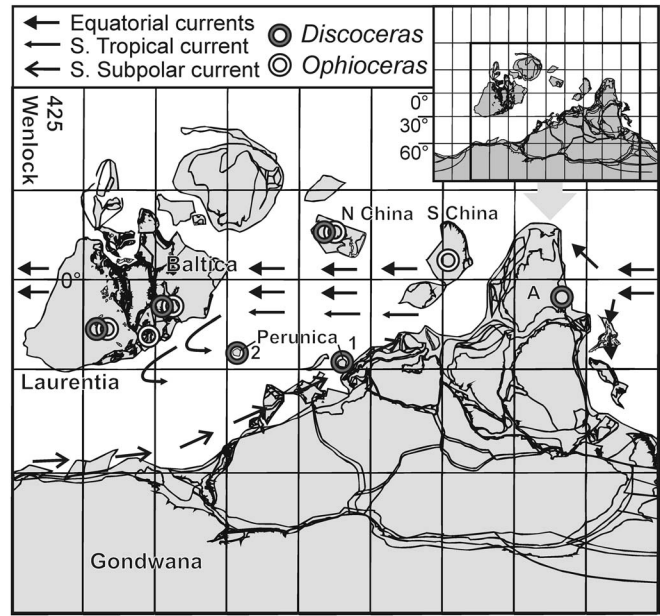 Equatorial currents
S. Tropical current
S. Subpolar current
Discoceras
Ophioceras
0°
30°
60°
425
Wenlock
N China
S China
Baltica
0°
A
Perunica
1
2
Laurentia
Gondwana